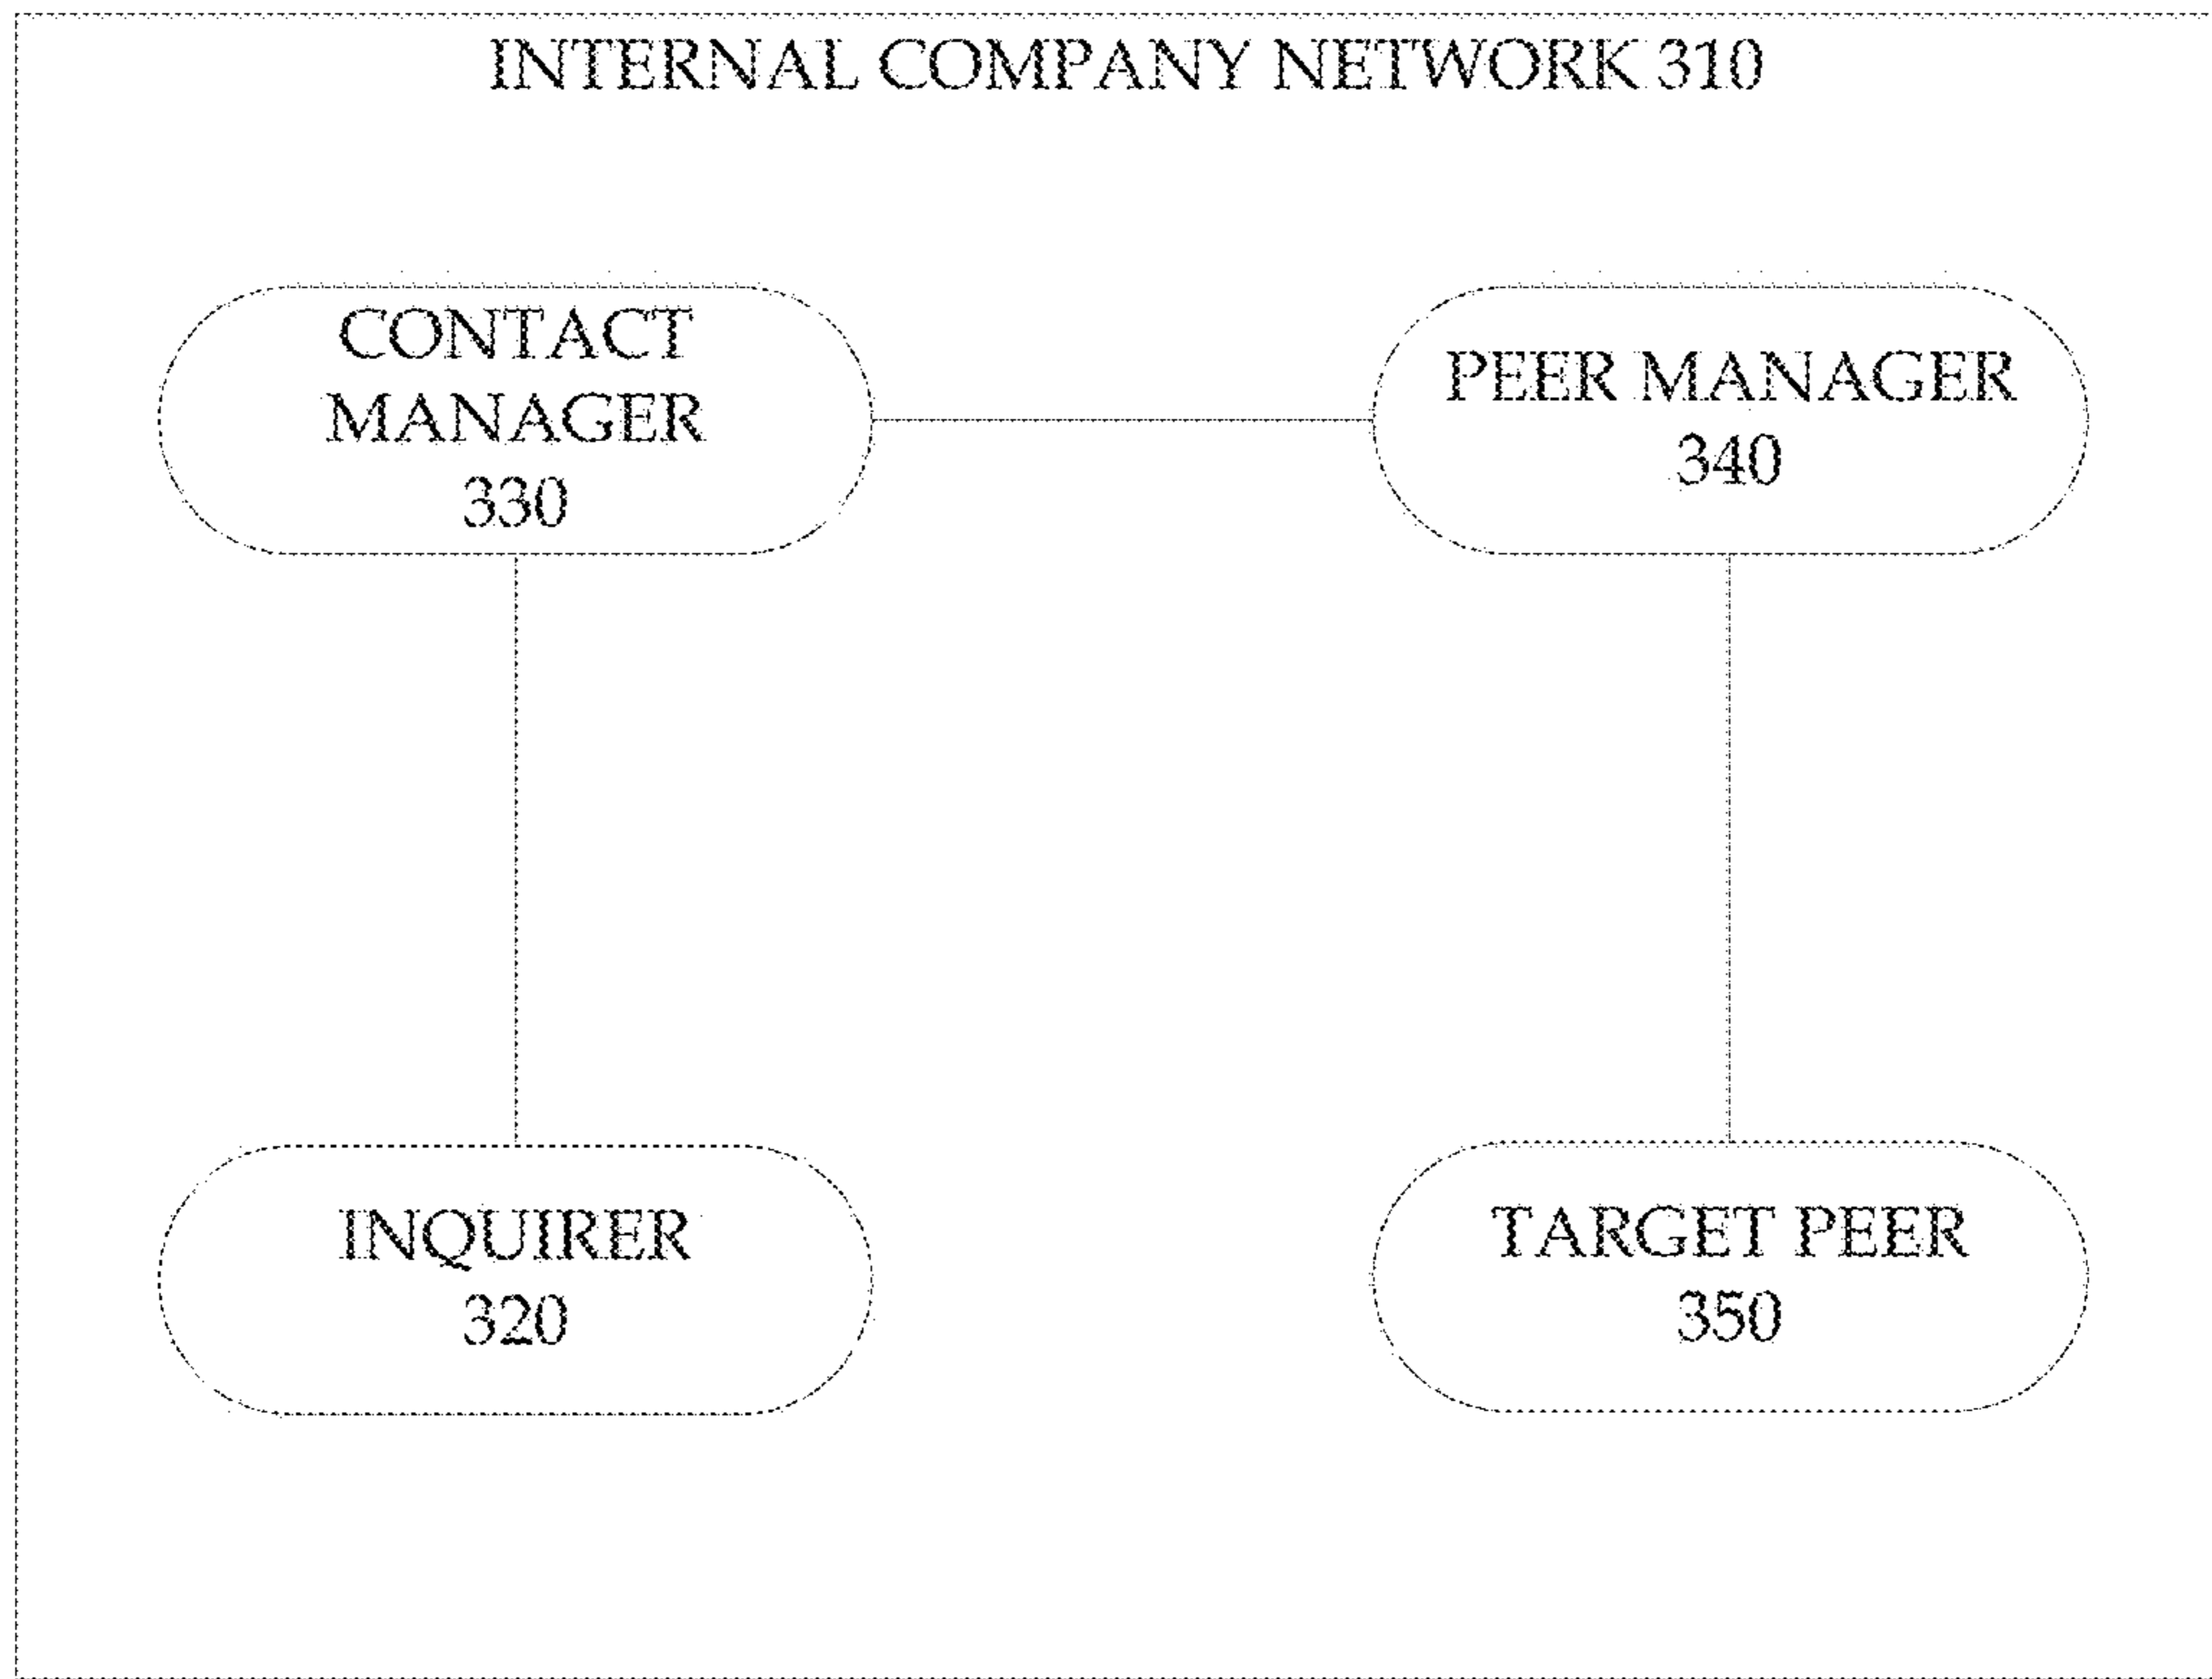 INTERNAL COMPANY NETWORK 310
CONTACT
MANAGER
330
PEER MANAGER
340
INQUIRER
320
TARGET PEER
350